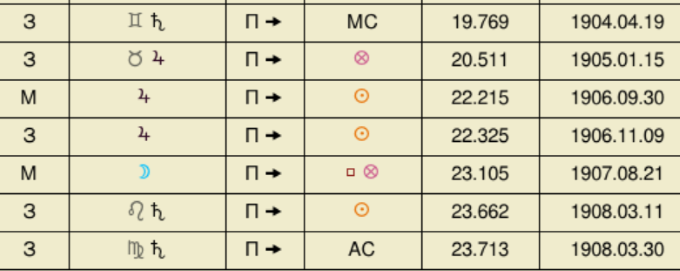 З ♊ ♄ П → MC 19.769 1904.04.19
З ♉ ♃ П → ⊗ 20.511 1905.01.15
М ♃ П → ☉ 22.215 1906.09.30
З ♃ П → ☉ 22.325 1906.11.09
М ☽ П → □ ⊗ 23.105 1907.08.21
З ♌ ♄ П → ☉ 23.662 1908.03.11
З ♍ ♄ П → AC 23.713 1908.03.30